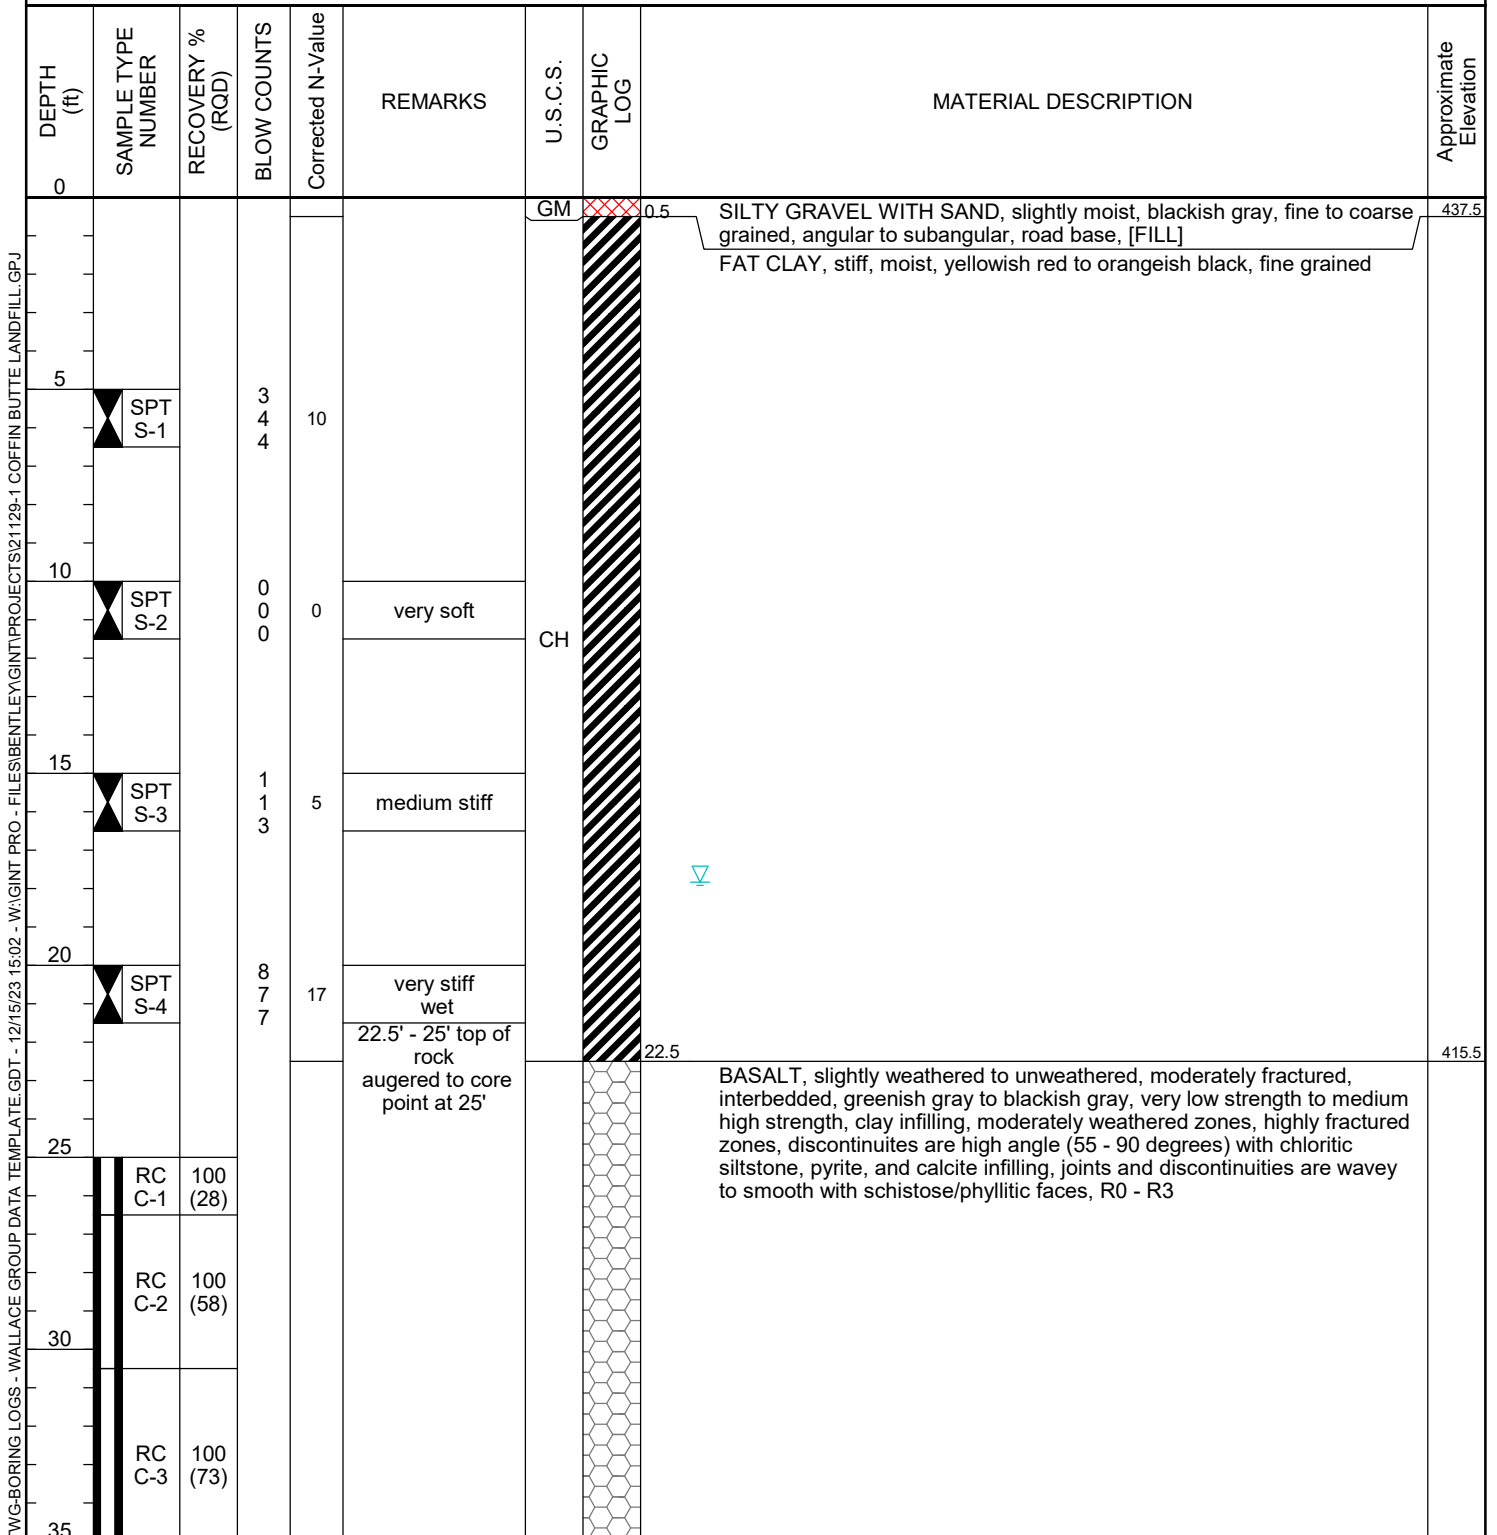 DEPTH
(ft)
SAMPLE TYPE
NUMBER
RECOVERY %
(RQD)
BLOW COUNTS
Corrected N-Value
REMARKS
U.S.C.S.
GRAPHIC
LOG
MATERIAL DESCRIPTION
Approximate
Elevation
0
GM
0.5
SILTY GRAVEL WITH SAND, slightly moist, blackish gray, fine to coarse
437.5
grained, angular to subangular, road base, [FILL]
FAT CLAY, stiff, moist, yellowish red to orangeish black, fine grained
5
SPT
S-1
3
4
4
10
10
SPT
S-2
0
0
0
0
very soft
CH
15
SPT
S-3
1
1
3
5
medium stiff
20
SPT
S-4
8
7
7
17
very stiff
wet
22.5' - 25' top of
rock
augered to core
point at 25'
22.5
415.5
BASALT, slightly weathered to unweathered, moderately fractured,
interbedded, greenish gray to blackish gray, very low strength to medium
high strength, clay infilling, moderately weathered zones, highly fractured
zones, discontinuites are high angle (55 - 90 degrees) with chloritic
siltstone, pyrite, and calcite infilling, joints and discontinuities are wavey
to smooth with schistose/phyllitic faces, R0 - R3
25
RC
C-1
100
(28)
RC
C-2
100
(58)
30
RC
C-3
100
(73)
35
TWG-BORING LOGS - WALLACE GROUP DATA TEMPLATE.GDT - 12/15/23 15:02 - W:\GINT PRO - FILES\BENTLEY\GINT\PROJECTS\21129-1 COFFIN BUTTE LANDFILL.GPJ